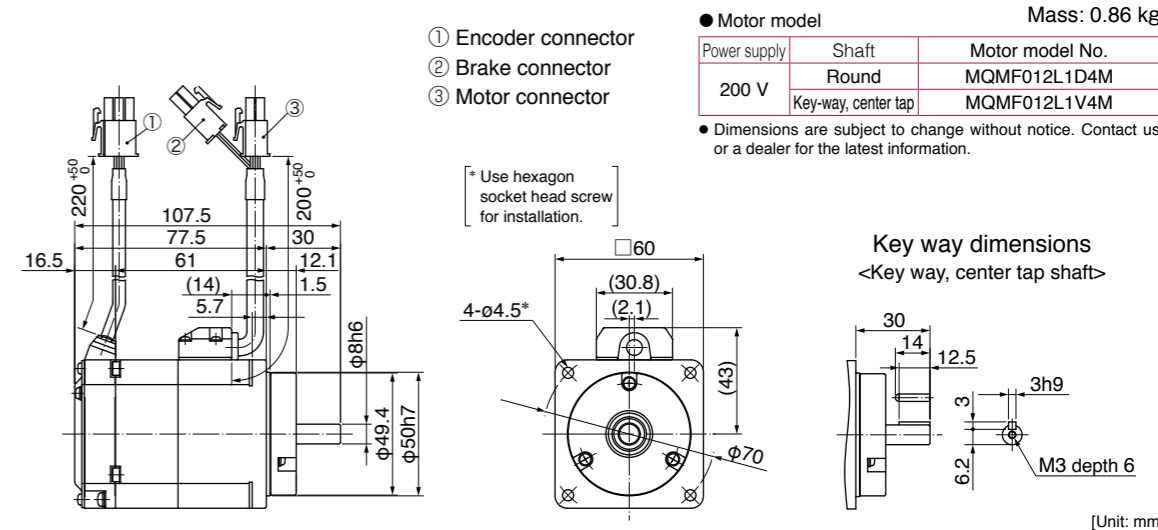 ① Encoder connector
② Brake connector
③ Motor connector
● Motor model
Mass: 0.86 kg
Power supply Shaft Motor model No.
200 V Round MQMF012L1D4M
Key-way, center tap MQMF012L1V4M
● Dimensions are subject to change without notice. Contact us
or a dealer for the latest information.
* Use hexagon
socket head screw
for installation.
①
②
③
220 +50 0
200 +50 0
107.5
77.5 30
16.5 61 12.1
(14) 1.5
5.7
ϕ8h6
ϕ49.4
ϕ50h7
□60
(30.8)
(2.1)
4-ø4.5*
(43)
ϕ70
Key way dimensions
<Key way, center tap shaft>
30
14
12.5
3h9
3
6.2
M3 depth 6
[Unit: mm